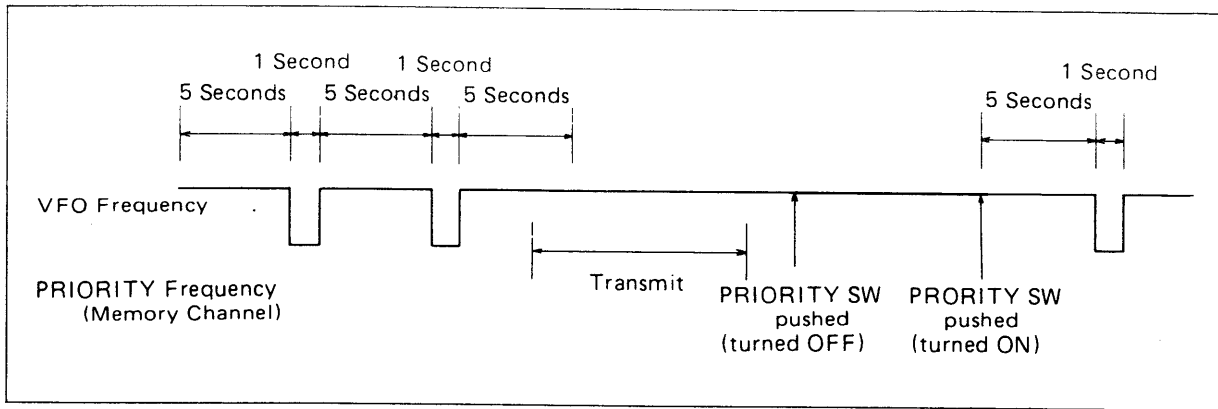 1 Second 1 Second 1 Second
5 Seconds 5 Seconds 5 Seconds 5 Seconds
VFO Frequency
PRIORITY Frequency
(Memory Channel)
Transmit
PRIORITY SW
pushed
(turned OFF)
PRORITY SW
pushed
(turned ON)